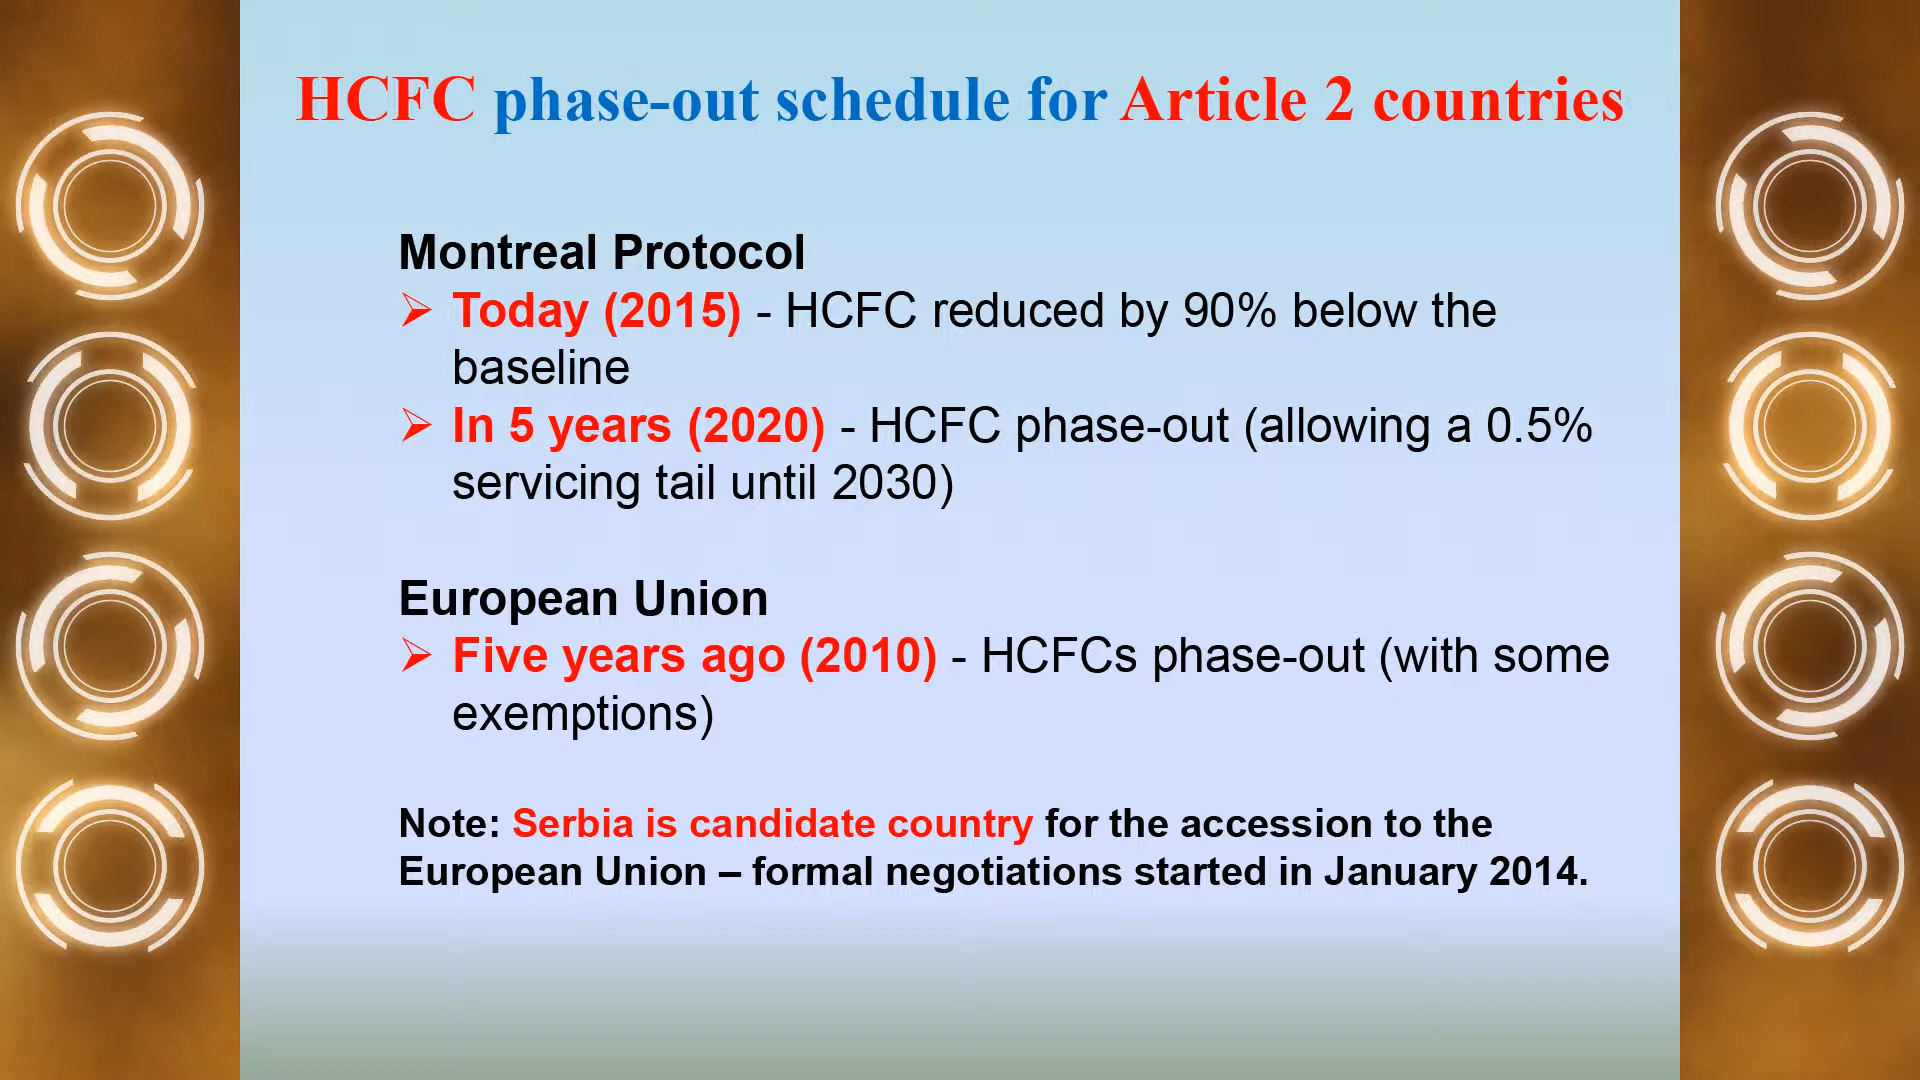 HCFC phase-out schedule for Article 2 countries
Montreal Protocol
Today (2015) - HCFC reduced by 90% below the
baseline
In 5 years (2020) - HCFC phase-out (allowing a 0.5%
servicing tail until 2030)
European Union
Five years ago (2010) - HCFCs phase-out (with some
exemptions)
Note: Serbia is candidate country for the accession to the
European Union – formal negotiations started in January 2014.